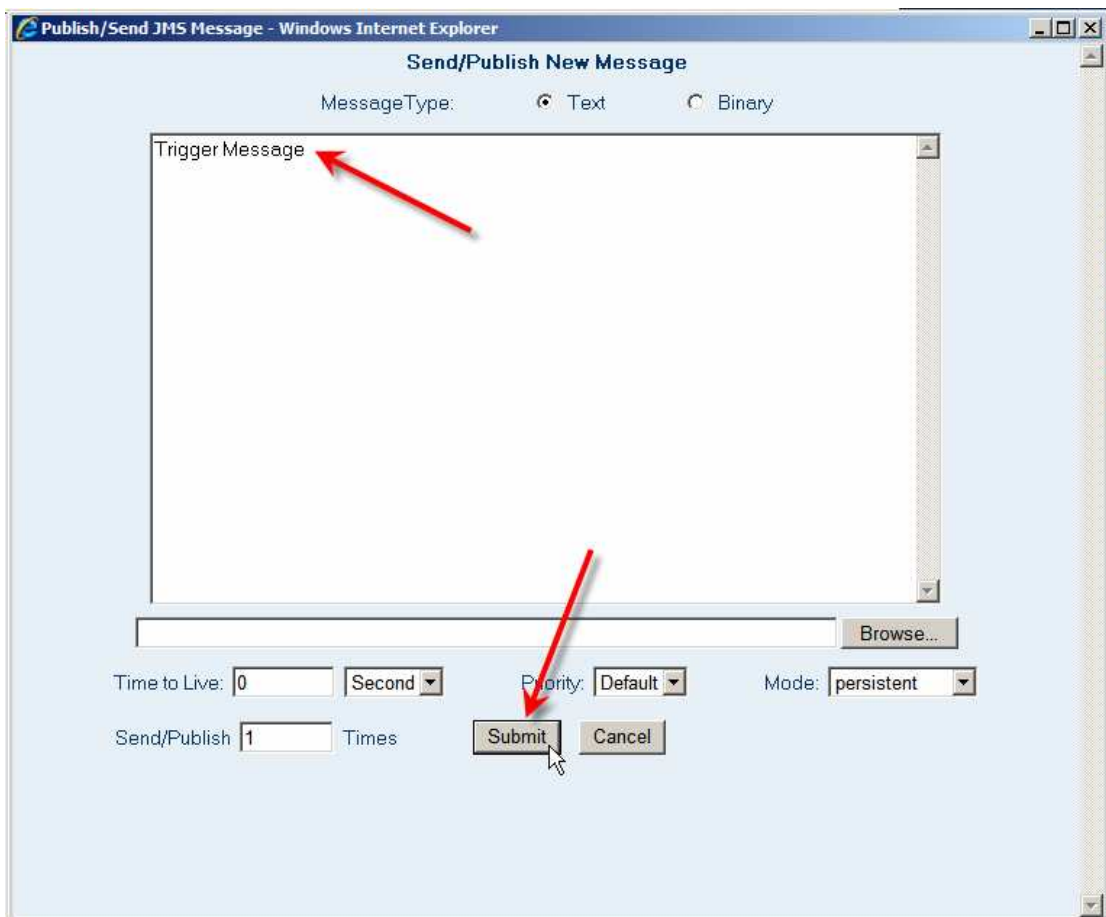 Publish/Send JMS Message - Windows Internet Explorer
Send/Publish New Message
MessageType: Text Binary
Trigger Message
Browse...
Time to Live: 0 Second Priority: Default Mode: persistent
Send/Publish 1 Times Submit Cancel